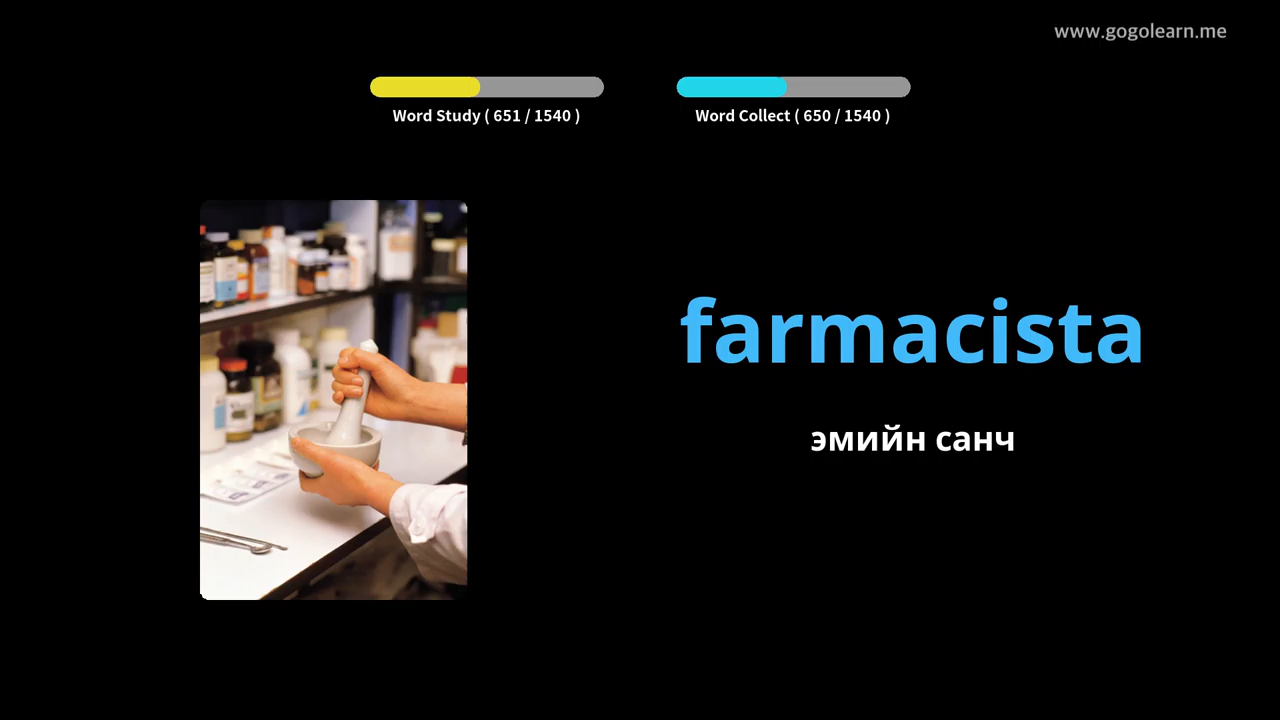 www.gogolearn.me
Word Study ( 651 / 1540 )
Word Collect ( 650 / 1540 )
farmacista
эмийн санч